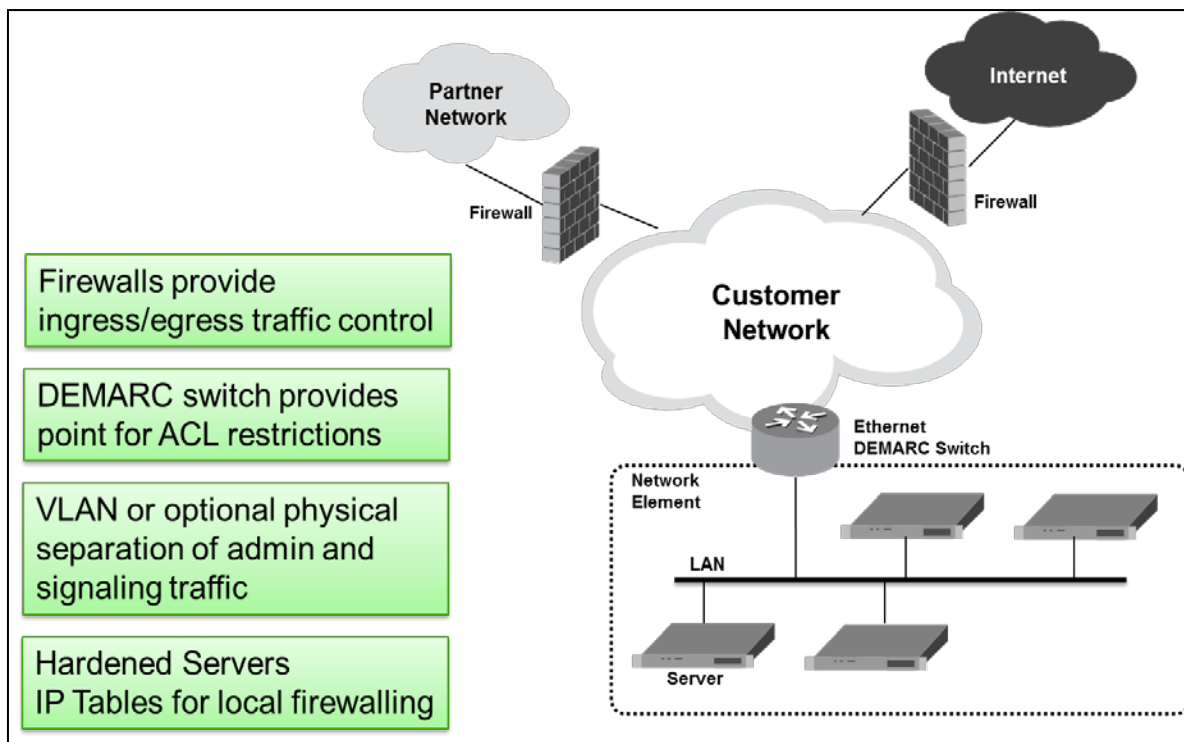 Partner
Network
Internet
Firewall
Firewall
Customer
Network
Ethernet
DEMARC Switch
Network
Element
LAN
Server
Firewalls provide
ingress/egress traffic control
DEMARC switch provides
point for ACL restrictions
VLAN or optional physical
separation of admin and
signaling traffic
Hardened Servers
IP Tables for local firewalling